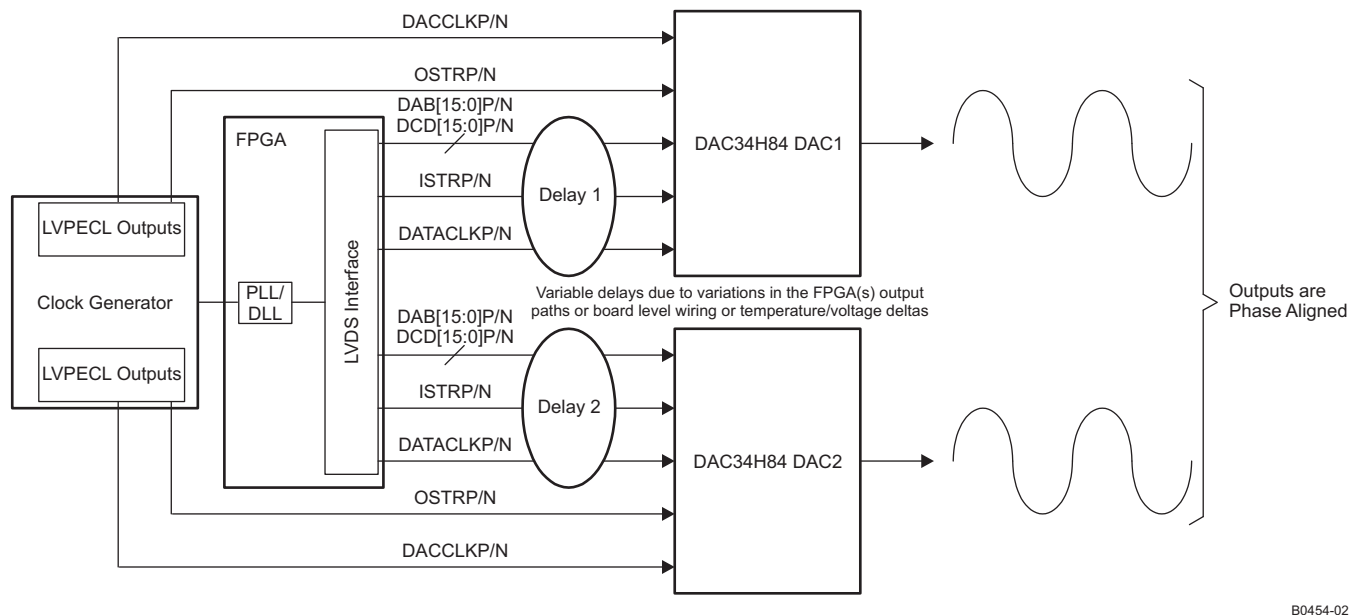 DACCLKP/N
OSTRP/N
DAB[15:0]P/N
DCD[15:0]P/N
FPGA
ISTRP/N
Delay 1
DATACLKP/N
DAC34H84 DAC1
LVPECL Outputs
Clock Generator
LVPECL Outputs
PLL/
DLL
LVDS Interface
Variable delays due to variations in the FPGA(s) output
paths or board level wiring or temperature/voltage deltas
DAB[15:0]P/N
DCD[15:0]P/N
ISTRP/N
Delay 2
DATACLKP/N
DAC34H84 DAC2
OSTRP/N
DACCLKP/N
Outputs are
Phase Aligned
B0454-02